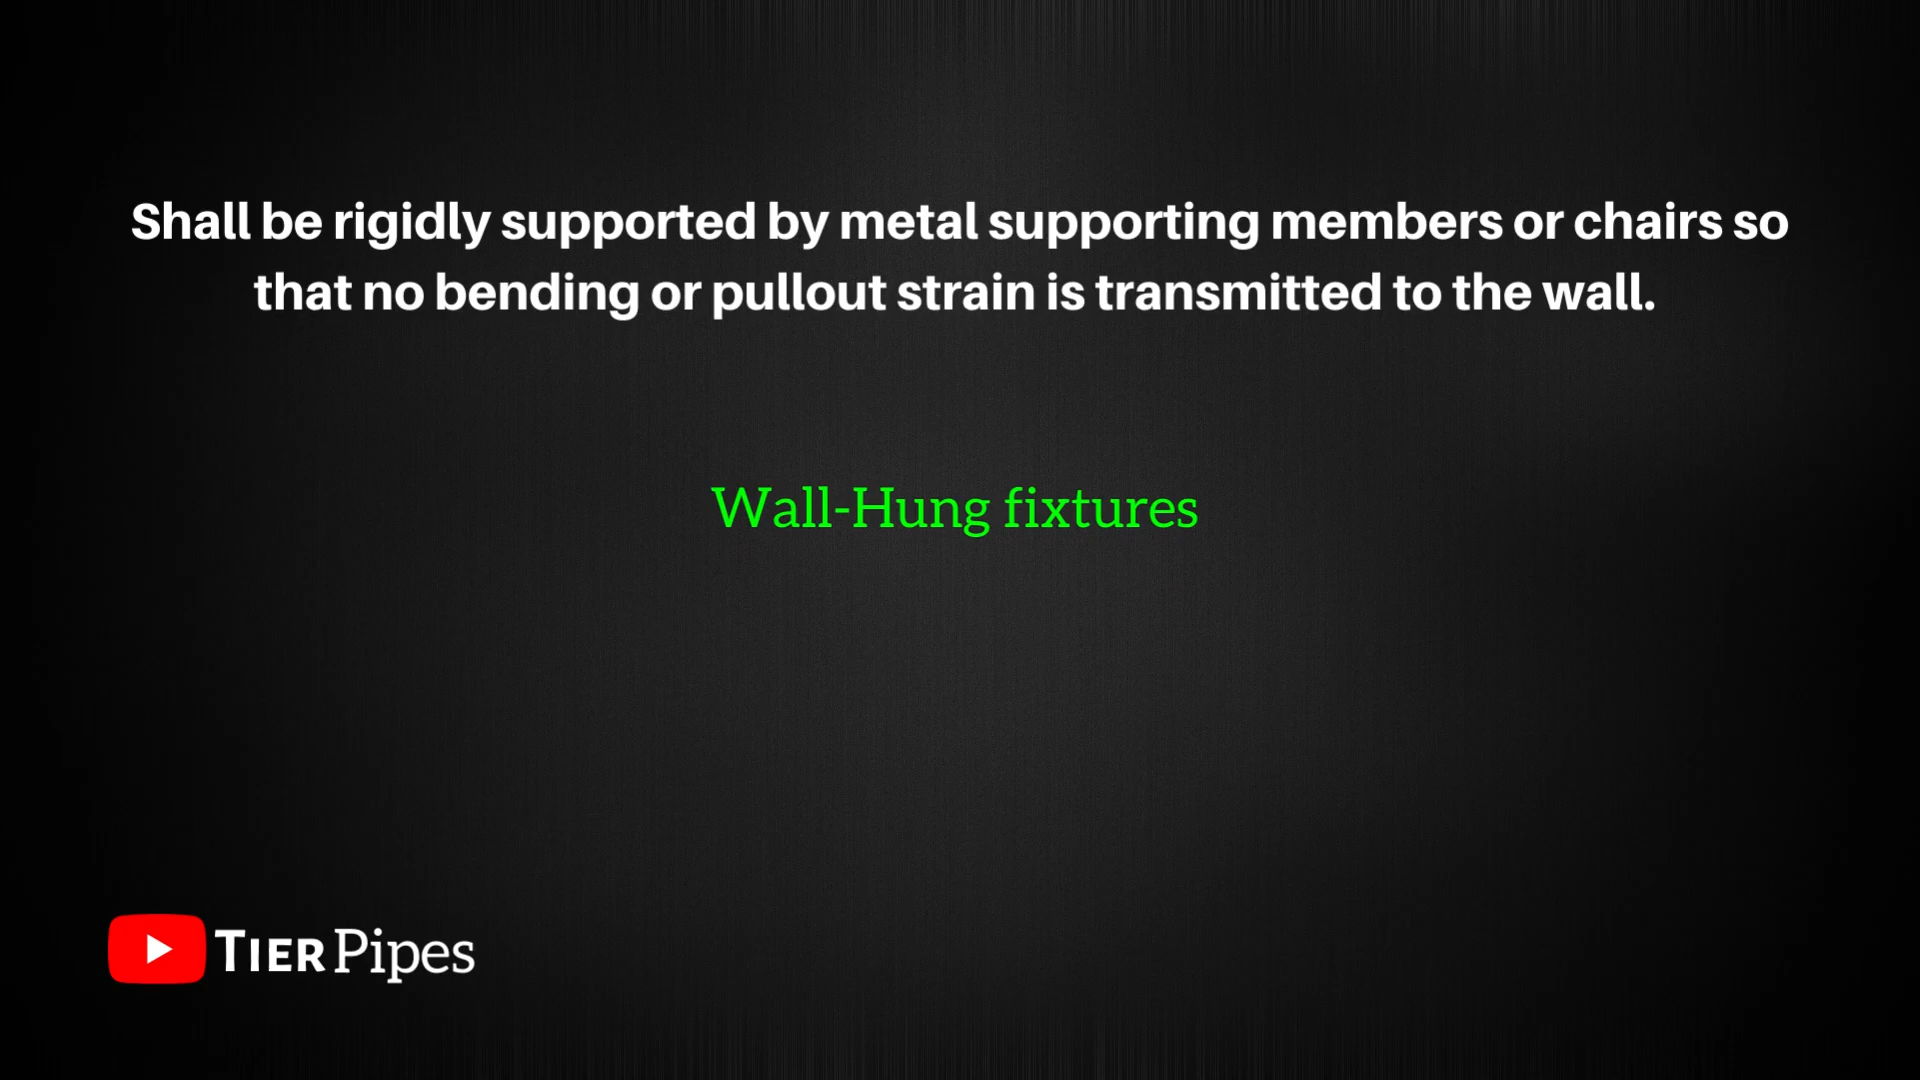 Shall be rigidly supported by metal supporting members or chairs so
that no bending or pullout strain is transmitted to the wall.
Wall-Hung fixtures
TIER Pipes